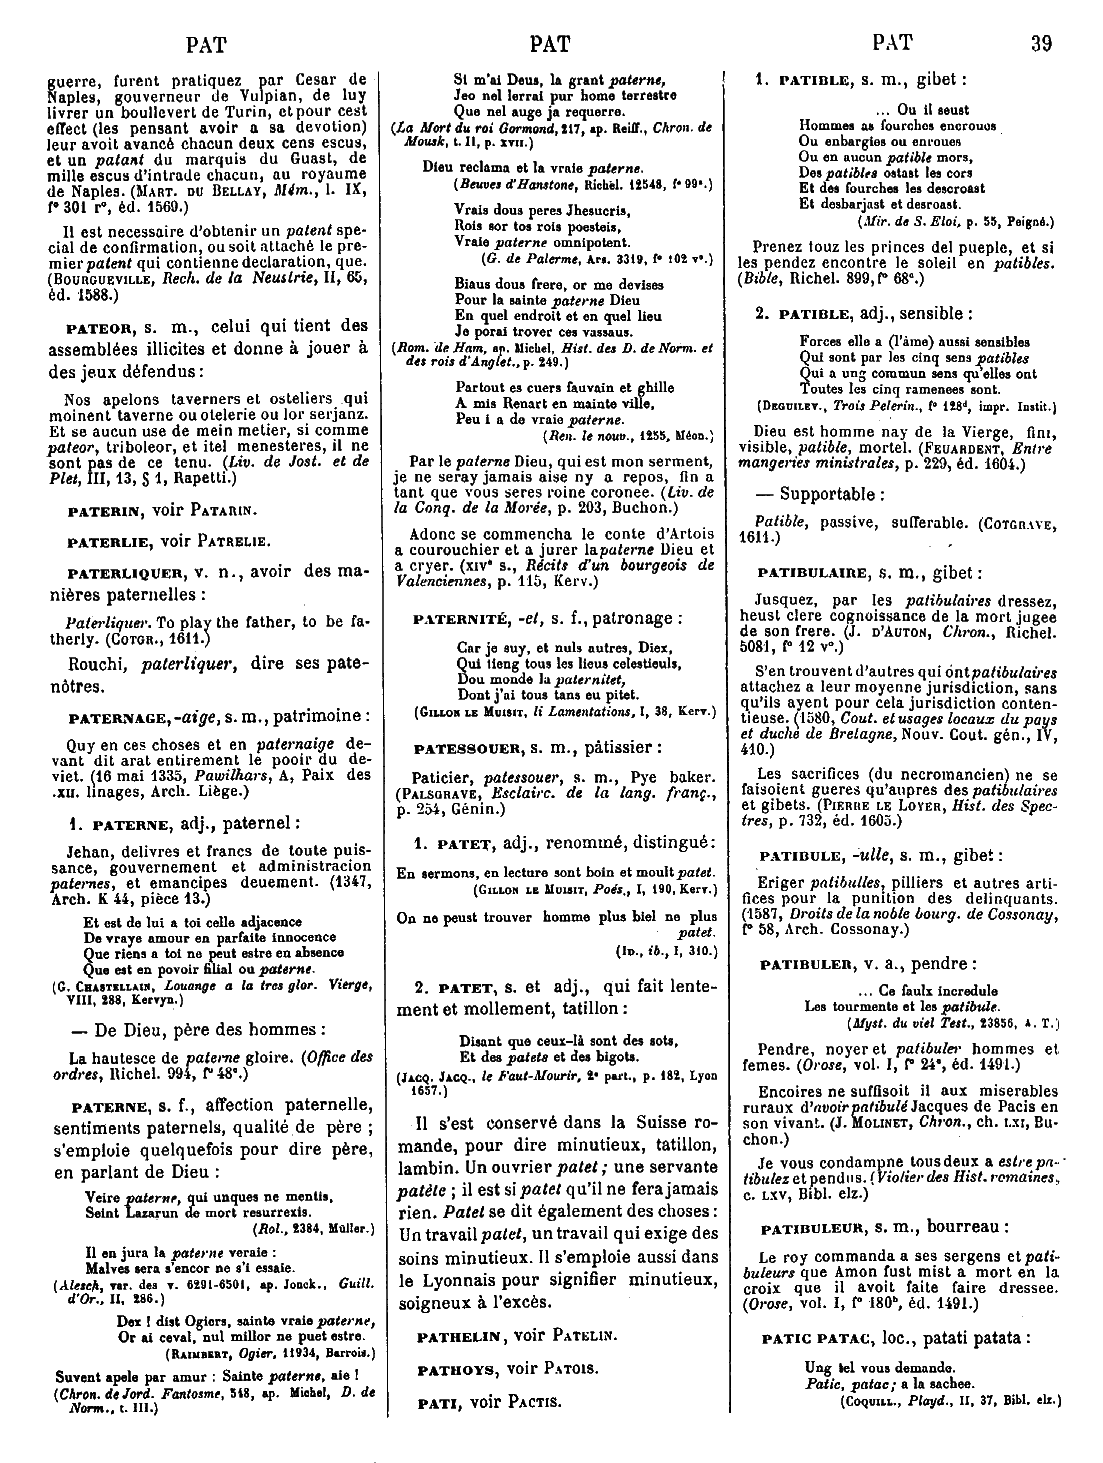 PAT
PAT
PAT
39
guerre, furent pratiquez par Cesar de
Naples, gouverneur de Vulpian, de luy
livrer un boullevert de Turin, et pour cest
effect (les pensant avoir a sa devotion)
leur avoit avancé chacun deux cens escus,
et un patant du marquis du Guast, de
mille escus d'intrade chacun, au royaume
de Naples. (MART. DU BELLAY, Mém., l. IX,
f° 301 r°, éd. 1569.)
Il est necessaire d'obtenir un patent spe-
cial de confirmation, ou soit attaché le pre-
mier patent qui contienne declaration, que.
(BOURGUEVILLE, Rech. de la Neustrie, II, 65,
éd. 1588.)
PATEOR, s. m., celui qui tient des
assemblées illicites et donne à jouer à
des jeux défendus :
Nos apelons taverners et osteliers qui
moinent taverne ou otelerie ou lor serjanz.
Et se aucun use de mein metier, si comme
pateor, triboleor, et itel menesteres, il ne
sont pas de ce tenu. (Liv. de Jost. et de
Plet, III, 13, § 1, Rapetti.)
PATERIN, voir PATARIN.
PATERLIE, voir PATRELIE.
PATERLIQUER, v. n., avoir des ma-
nières paternelles :
Paterliquer. To play the father, to be fa-
therly. (COTGR., 1611.)
Rouchi, paterliquer, dire ses pate-
nôtres.
PATERNAGE, -aige, s. m., patrimoine :
Quy en ces choses et en paternaige de-
vant dit arat entirement le pooir du de-
viet. (16 mai 1335, Pawilhars, A, Paix des
.XII. linages, Arch. Liège.)
1. PATERNE, adj., paternel :
Jehan, delivres et francs de toute puis-
sance, gouvernement et administracion
paternes, et emancipes deuement. (1347,
Arch. K 44, pièce 13.)
Et est de lui a toi celle adjacence
De vraye amour en parfaite innocence
Que riens a toi ne peut estre en absence
Que est en povoir filial ou paterne.
(G. CHASTELLAIN, Louange a la tres glor. Vierge,
VIII, 288, Kervyn.)
— De Dieu, père des hommes :
La hautesce de paterne gloire. (Office des
ordres, Richel. 994, f° 48°.)
PATERNE, s. f., affection paternelle,
sentiments paternels, qualité de père ;
s'emploie quelquefois pour dire père,
en parlant de Dieu :
Veire paterne, qui unques ne mentis,
Seint Lazarun de mort resurrexis.
(Rol., 2384, Müller.)
Il en jura la paterne veraie :
Malves sera s'encor ne s'i essaie.
(Alesch, var. des v. 6291-6501, ap. Jonck., Guill.
d'Or., II, 286.)
Dex ! dist Ogiers, sainte vraie paterne,
Or ai ceval, nul millor ne puet estre.
(RAIMBERT, Ogier, 11934, Barrois.)
Suvent apele par amur : Sainte paterne, aie !
(Chron. de Jord. Fantosme, 548, ap. Michel, D. de
Norm., t. III.)
Si m'ai Deus, la grant paterne,
Jeo nel lerrai pur home terrestre
Que nel auge ja requerre.
(La Mort du roi Gormond, 217, ap. Reiff., Chron. de
Mousk, t. II, p. XVII.)
Dieu reclama et la vraie paterne.
(Beuves d'Hanstone, Richel. 12548, f° 99°.)
Vrais dous peres Jhesucris,
Rois sor tos rois poesteis,
Vraie paterne omnipotent.
(G. de Palerme, Ars. 3319, f° 102 v°.)
Biaus dous frere, or me devises
Pour la sainte paterne Dieu
En quel endroit et en quel lieu
Je porai trover ces vassaus.
(Rom. de Ham, ap. Michel, Hist. des D. de Norm. et
des rois d'Anglet., p. 249.)
Partout es cuers fauvain et ghille
A mis Renart en mainte ville,
Peu i a de vraie paterne.
(Ren. le nouv., 1255, Méon.)
Par le paterne Dieu, qui est mon serment,
je ne seray jamais aise ny a repos, fin a
tant que vous seres roine coronee. (Liv. de
la Conq. de la Morée, p. 203, Buchon.)
Adonc se commencha le conte d'Artois
a courouchier et a jurer la paterne Dieu et
a cryer. (XIV° s., Récits d'un bourgeois de
Valenciennes, p. 115, Kerv.)
PATERNITÉ, -et, s. f., patronage :
Car je suy, et nuls autres, Diex,
Qui tieng tous les lieus celestieuls,
Dou monde la paternitet,
Dont j'ai tous tans eu pitet.
(GILLON LE MUISIT, li Lamentations, I, 38, Kerv.)
PATESSOUER, s. m., pâtissier :
Paticier, patessouer, s. m., Pye baker.
(PALSGRAVE, Esclairc. de la lang. franç.,
p. 254, Génin.)
1. PATET, adj., renommé, distingué :
En sermons, en lecture sont boin et moult patet.
(GILLON LE MUISIT, Poés., I, 190, Kerv.)
On ne peust trouver homme plus biel ne plus
patet.
(ID., ib., I, 310.)
2. PATET, s. et adj., qui fait lente-
ment et mollement, tatillon :
Disant que ceux-là sont des sots,
Et des patets et des bigots.
(JACQ. JACQ., le Faut-Mourir, 2° part., p. 182, Lyon
1657.)
Il s'est conservé dans la Suisse ro-
mande, pour dire minutieux, tatillon,
lambin. Un ouvrier patet ; une servante
patète ; il est si patet qu'il ne fera jamais
rien. Patet se dit également des choses :
Un travail patet, un travail qui exige des
soins minutieux. Il s'emploie aussi dans
le Lyonnais pour signifier minutieux,
soigneux à l'excès.
PATHELIN, voir PATELIN.
PATHOYS, voir PATOIS.
PATI, voir PACTIS.
1. PATIBLE, s. m., gibet :
... Ou il seust
Hommes as fourches encrouos
Ou enbargies ou enroues
Ou en aucun patible mors,
Des patibles ostast les cors
Et des fourches les descroast
Et desbarjast et desroast.
(Mir. de S. Eloi, p. 55, Peigné.)
Prenez touz les princes del pueple, et si
les pendez encontre le soleil en patibles.
(Bible, Richel. 899, f° 68ª.)
2. PATIBLE, adj., sensible :
Forces elle a (l'âme) aussi sensibles
Qui sont par les cinq sens patibles
Qui a ung commun sens qu'elles ont
Toutes les cinq ramenees sont.
(DEGUILEV., Trois Pelerin., f° 128ᵈ, impr. Instit.)
Dieu est homme nay de la Vierge, fini,
visible, patible, mortel. (FEUARDENT, Entre
mangeries ministrales, p. 229, éd. 1604.)
— Supportable :
Patible, passive, sufferable. (COTGRAVE,
1611.)
PATIBULAIRE, s. m., gibet :
Jusquez, par les patibulaires dressez,
heust clere cognoissance de la mort jugee
de son frere. (J. D'AUTON, Chron., Richel.
5081, f° 12 v°.)
S'en trouvent d'autres qui ont patibulaires
attachez a leur moyenne jurisdiction, sans
qu'ils ayent pour cela jurisdiction conten-
tieuse. (1580, Cout. et usages locaux du pays
et duché de Bretagne, Nouv. Cout. gén., IV,
410.)
Les sacrifices (du necromancien) ne se
faisoient gueres qu'aupres des patibulaires
et gibets. (PIERRE LE LOYER, Hist. des Spec-
tres, p. 732, éd. 1605.)
PATIBULE, -ulle, s. m., gibet :
Eriger patibulles, pilliers et autres arti-
fices pour la punition des delinquants.
(1587, Droits de la noble bourg. de Cossonay,
f° 58, Arch. Cossonay.)
PATIBULER, v. a., pendre :
... Ce faulx incredule
Les tourmente et les patibule.
(Myst. du viel Test., 23856, A. T.)
Pendre, noyer et patibuler hommes et
femes. (Orose, vol. I, f° 24ª, éd. 1491.)
Encoires ne suffisoit il aux miserables
ruraux d'avoir patibulé Jacques de Pacis en
son vivant. (J. MOLINET, Chron., ch. LXI, Bu-
chon.)
Je vous condampne tous deux a estre pa-
tibulez et pendus. (Violier des Hist. romaines,
c. LXV, Bibl. elz.)
PATIBULEUR, s. m., bourreau :
Le roy commanda a ses sergens et pati-
buleurs que Amon fust mist a mort en la
croix que il avoit faite faire dressee.
(Orose, vol. I, f° 180ᵇ, éd. 1491.)
PATIC PATAC, loc., patati patata :
Ung tel vous demande.
Patic, patac ; a la sachee.
(COQUILL., Playd., II, 37, Bibl. elz.)